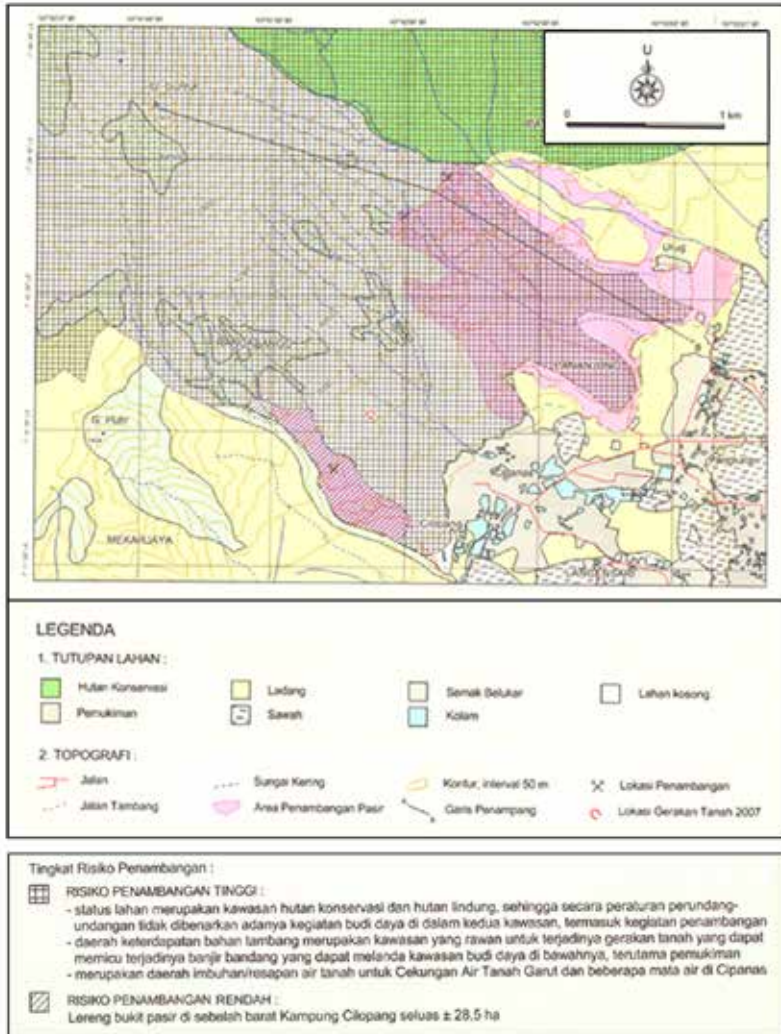 U
0
1 km
G. PUTRI
MEKARJAYA
Cilopang
LEGENDA
1. TUTUPAN LAHAN :
Hutan Konservasi
Ladang
Semak Belukar
Lahan kosong
Pemukiman
Sawah
Kolam
2. TOPOGRAFI :
Jalan
Sungai Kering
Kontur, interval 50 m
Lokasi Penambangan
Jalan Tambang
Area Penambangan Pasir
Garis Penampang
Lokasi Gerakan Tanah 2007
Tingkat Risiko Penambangan :
RISIKO PENAMBANGAN TINGGI :
- status lahan merupakan kawasan hutan konservasi dan hutan lindung, sehingga secara peraturan perundang-
undangan tidak dibenarkan adanya kegiatan budi daya di dalam kedua kawasan, termasuk kegiatan penambangan
- daerah keterdapatan bahan tambang merupakan kawasan yang rawan untuk terjadinya gerakan tanah yang dapat
memicu terjadinya banjir bandang yang dapat melanda kawasan budi daya di bawahnya, terutama pemukiman
- merupakan daerah imbuhan/resapan air tanah untuk Cekungan Air Tanah Garut dan beberapa mata air di Cipanas
RISIKO PENAMBANGAN RENDAH :
Lereng bukit pasir di sebelah barat Kampung Cilopang seluas ± 28,5 ha